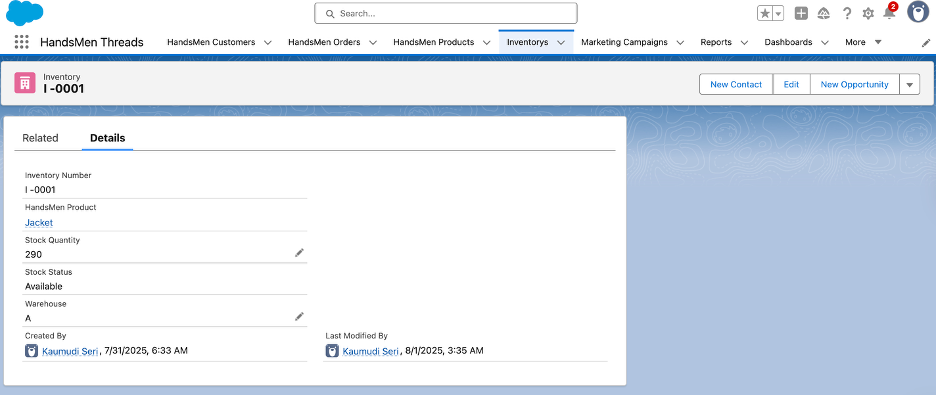 Search...
2
HandsMen Threads
HandsMen Customers
HandsMen Orders
HandsMen Products
Inventorys
Marketing Campaigns
Reports
Dashboards
More
Inventory
I -0001
New Contact
Edit
New Opportunity
Related
Details
Inventory Number
I -0001
HandsMen Product
Jacket
Stock Quantity
290
Stock Status
Available
Warehouse
A
Created By
Kaumudi Seri, 7/31/2025, 6:33 AM
Last Modified By
Kaumudi Seri, 8/1/2025, 3:35 AM